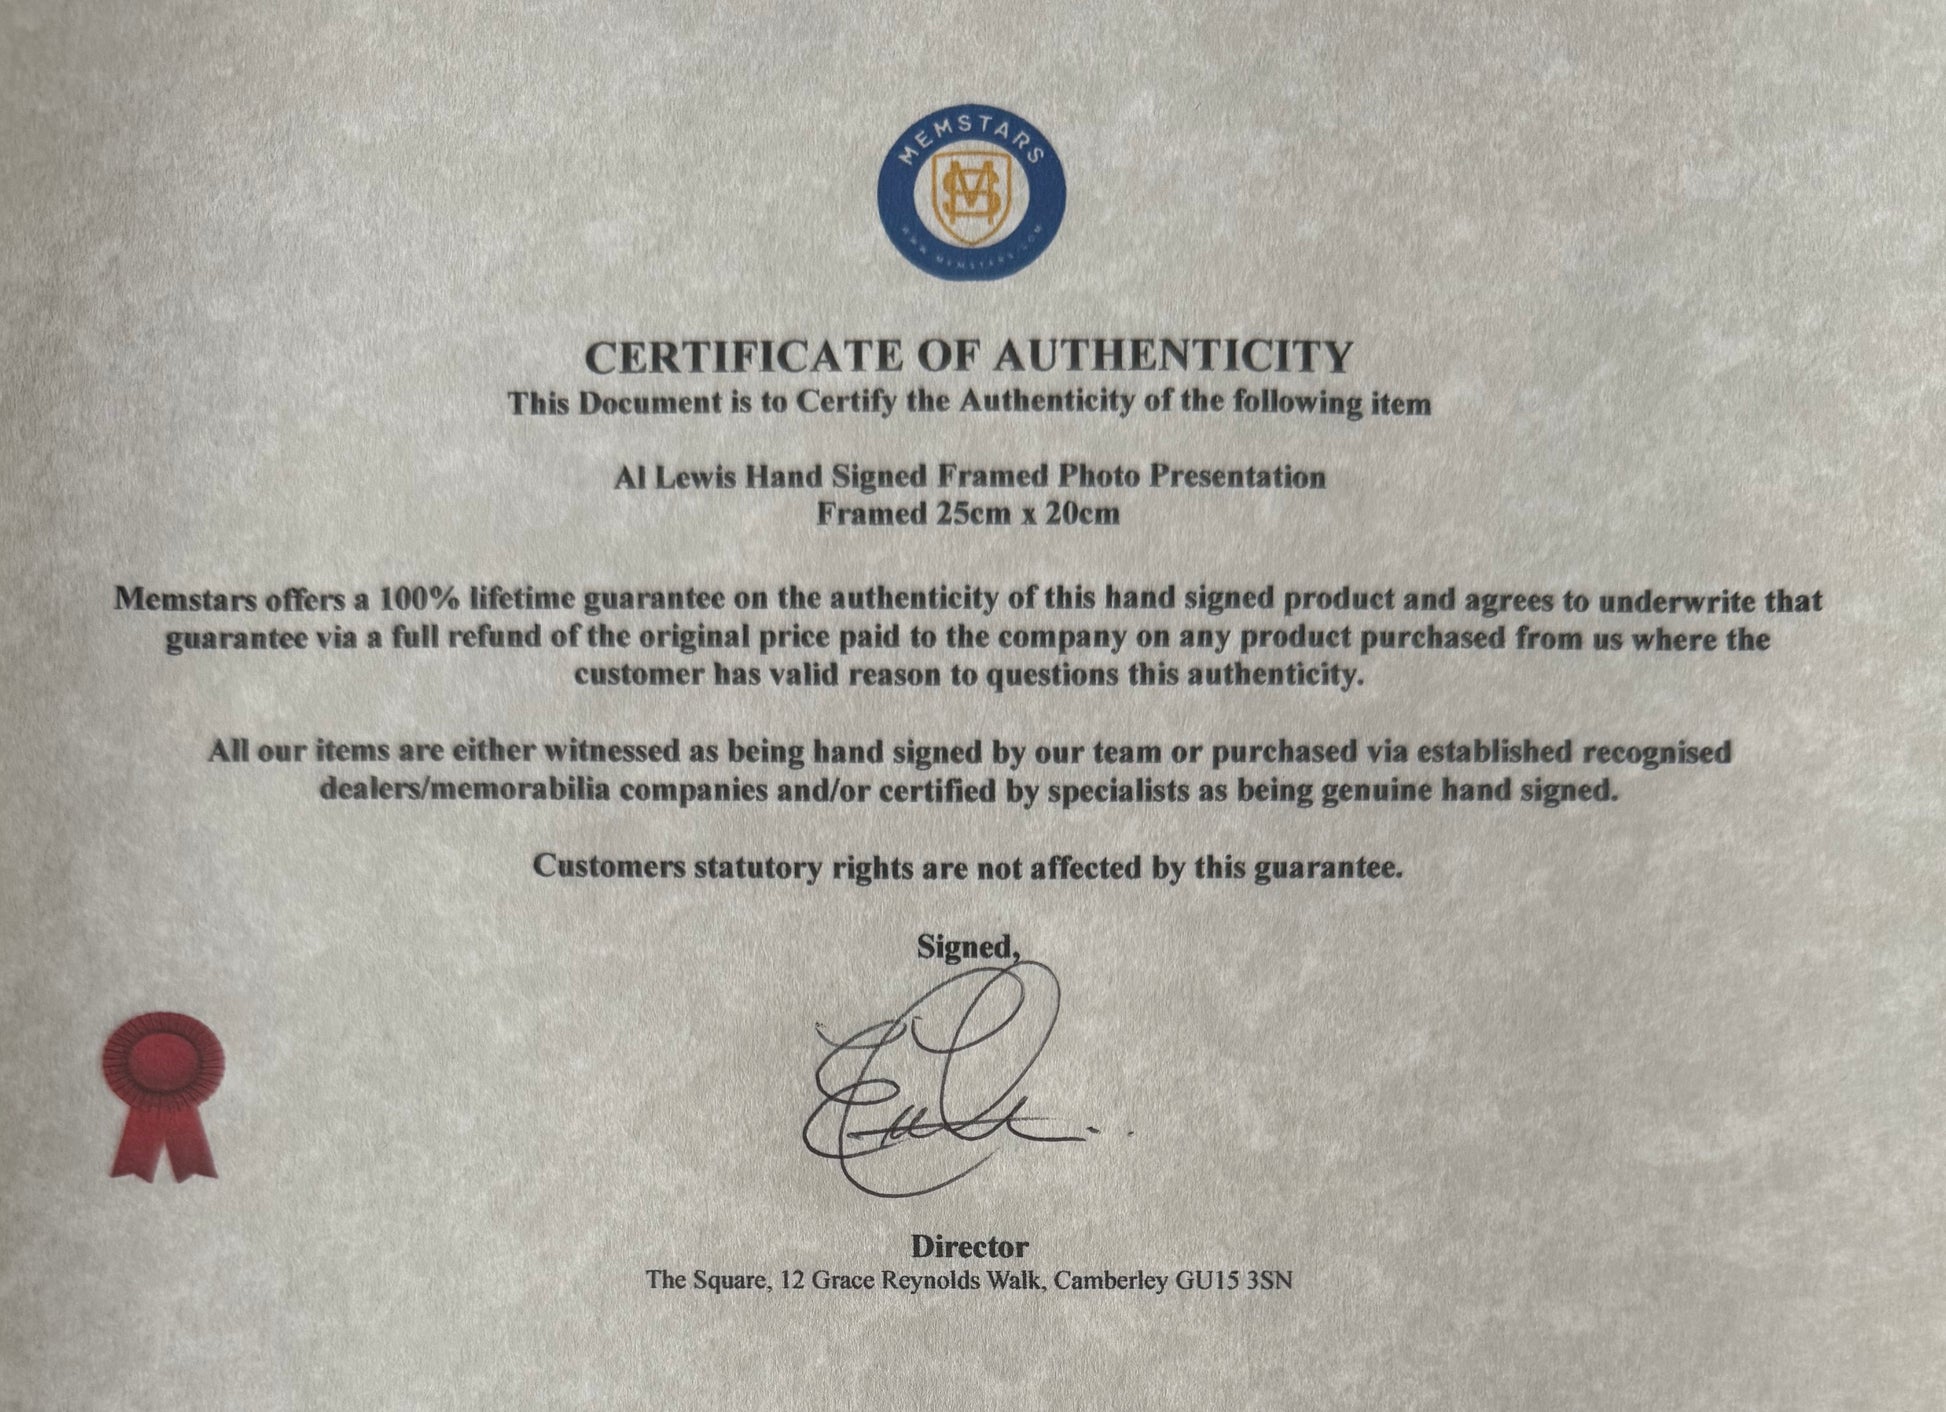 MEMSTARS
MS
WWW.MEMSTARS.COM
CERTIFICATE OF AUTHENTICITY
This Document is to Certify the Authenticity of the following item
Al Lewis Hand Signed Framed Photo Presentation
Framed 25cm x 20cm
Memstars offers a 100% lifetime guarantee on the authenticity of this hand signed product and agrees to underwrite that
guarantee via a full refund of the original price paid to the company on any product purchased from us where the
customer has valid reason to questions this authenticity.
All our items are either witnessed as being hand signed by our team or purchased via established recognised
dealers/memorabilia companies and/or certified by specialists as being genuine hand signed.
Customers statutory rights are not affected by this guarantee.
Signed,
Director
The Square, 12 Grace Reynolds Walk, Camberley GU15 3SN